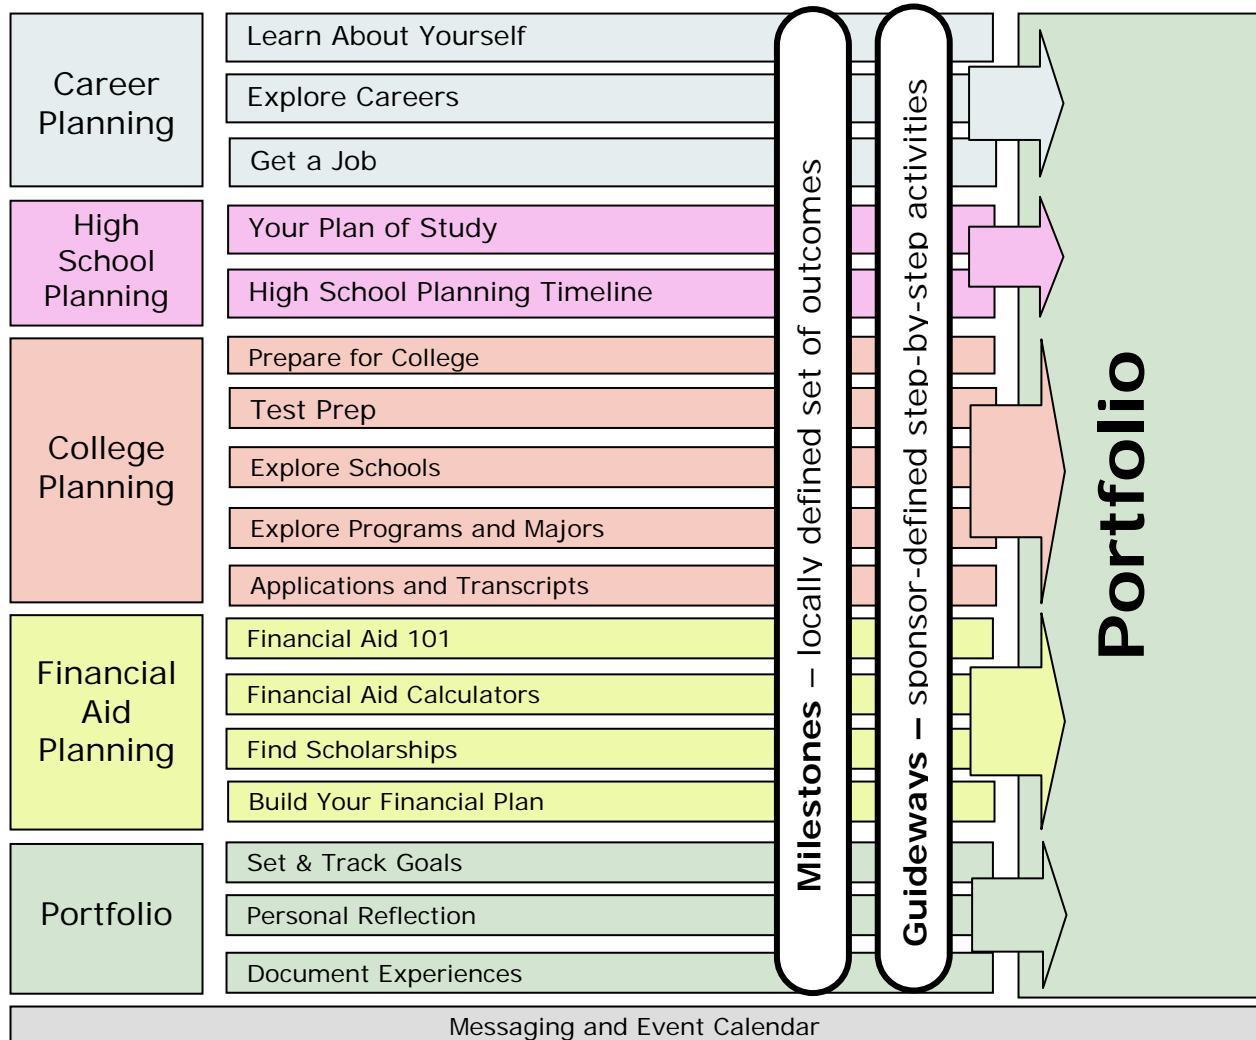 Career
Planning
Learn About Yourself
Explore Careers
Get a Job
High
School
Planning
Your Plan of Study
High School Planning Timeline
College
Planning
Prepare for College
Test Prep
Explore Schools
Explore Programs and Majors
Applications and Transcripts
Financial
Aid
Planning
Financial Aid 101
Financial Aid Calculators
Find Scholarships
Build Your Financial Plan
Portfolio
Set & Track Goals
Personal Reflection
Document Experiences
Milestones – locally defined set of outcomes
Guideways – sponsor-defined step-by-step activities
Portfolio
Messaging and Event Calendar